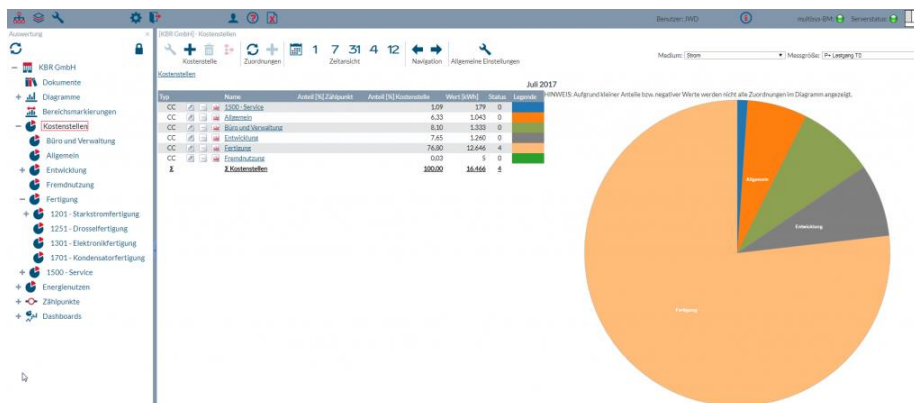 Benutzer: JWD multibus-BM: Serverstatus:
Auswertung
[KBR GmbH] - Kostenstellen
KBR GmbH
Dokumente
Diagramme
Bereichsmarkierungen
Kostenstellen
Büro und Verwaltung
Allgemein
Entwicklung
Fremdnutzung
Fertigung
1201 - Starkstromfertigung
1251 - Drosselfertigung
1301 - Elektronikfertigung
1701 - Kondensatorfertigung
1500 - Service
Energienutzen
Zählpunkte
Dashboards
1 7 31 4 12
Kostenstelle Zuordnungen Zeitansicht Navigation Allgemeine Einstellungen
Medium: Strom Messgröße: P+ Lastgang T0
Kostenstellen
Juli 2017
HINWEIS: Aufgrund kleiner Anteile bzw. negativer Werte werden nicht alle Zuordnungen im Diagramm angezeigt.
Typ Name Anteil [%] Zählpunkt Anteil [%] Kostenstelle Wert [kWh] Status Legende
CC 1500 - Service 1,09 179 0
CC Allgemein 6,33 1.043 0
CC Büro und Verwaltung 8,10 1.333 0
CC Entwicklung 7,65 1.260 0
CC Fertigung 76,80 12.646 4
CC Fremdnutzung 0,03 5 0
Σ Σ Kostenstellen 100,00 16.466 4
Allgemein
Entwicklung
Fertigung